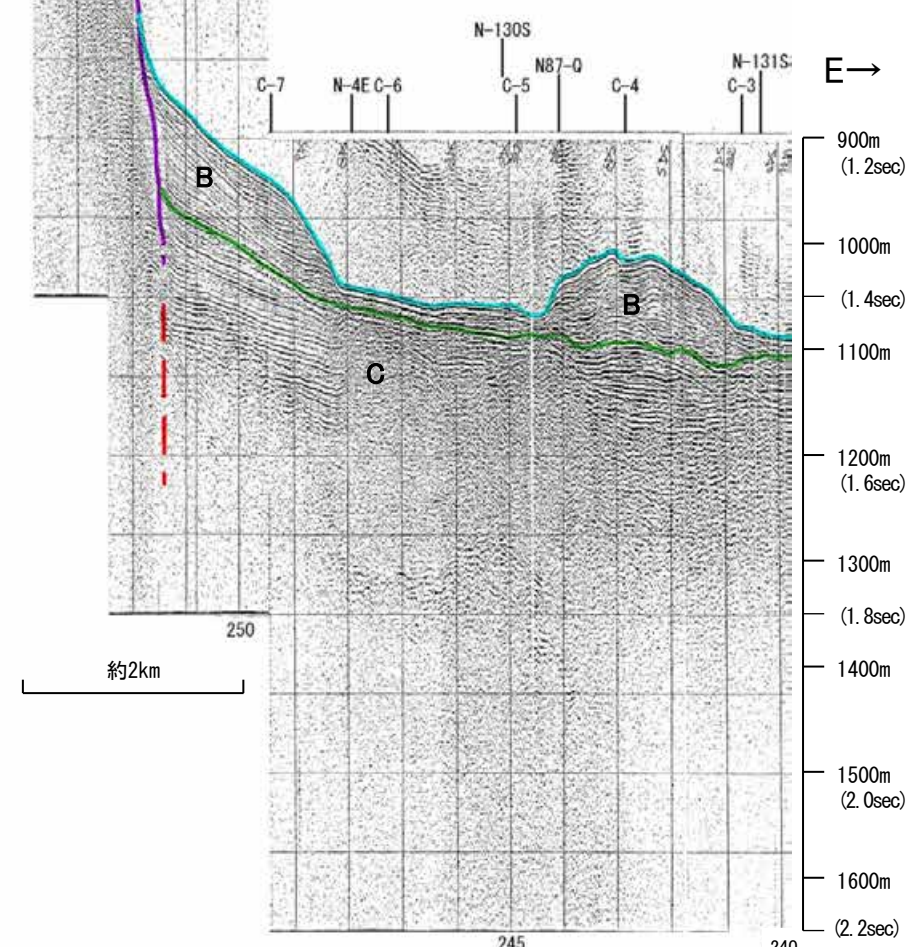 N-130S
N87-Q
N-131S
E→
C-7
N-4E C-6
C-5
C-4
C-3
900m
(1.2sec)
B
1000m
B
(1.4sec)
1100m
C
1200m
(1.6sec)
1300m
(1.8sec)
250
約2km
1400m
1500m
(2.0sec)
1600m
(2.2sec)
245
240